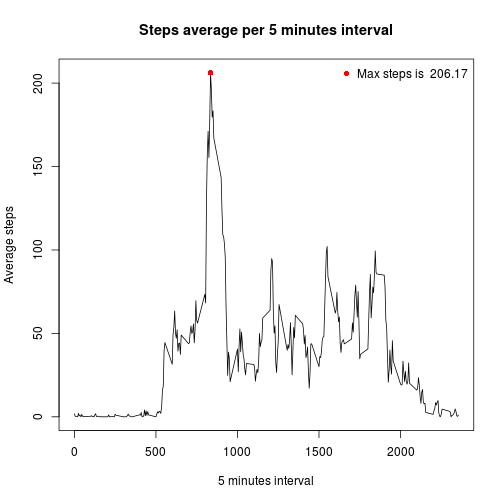 Steps average per 5 minutes interval
Max steps is 206.17
Average steps
200
150
100
50
0
0 500 1000 1500 2000
5 minutes interval